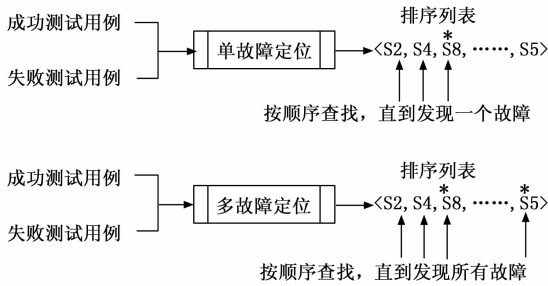 成功测试用例
失败测试用例
单故障定位
排序列表
*
<S2,S4,S8,……,S5>
按顺序查找，直到发现一个故障
成功测试用例
失败测试用例
多故障定位
排序列表
* *
<S2,S4,S8,……,S5>
按顺序查找，直到发现所有故障